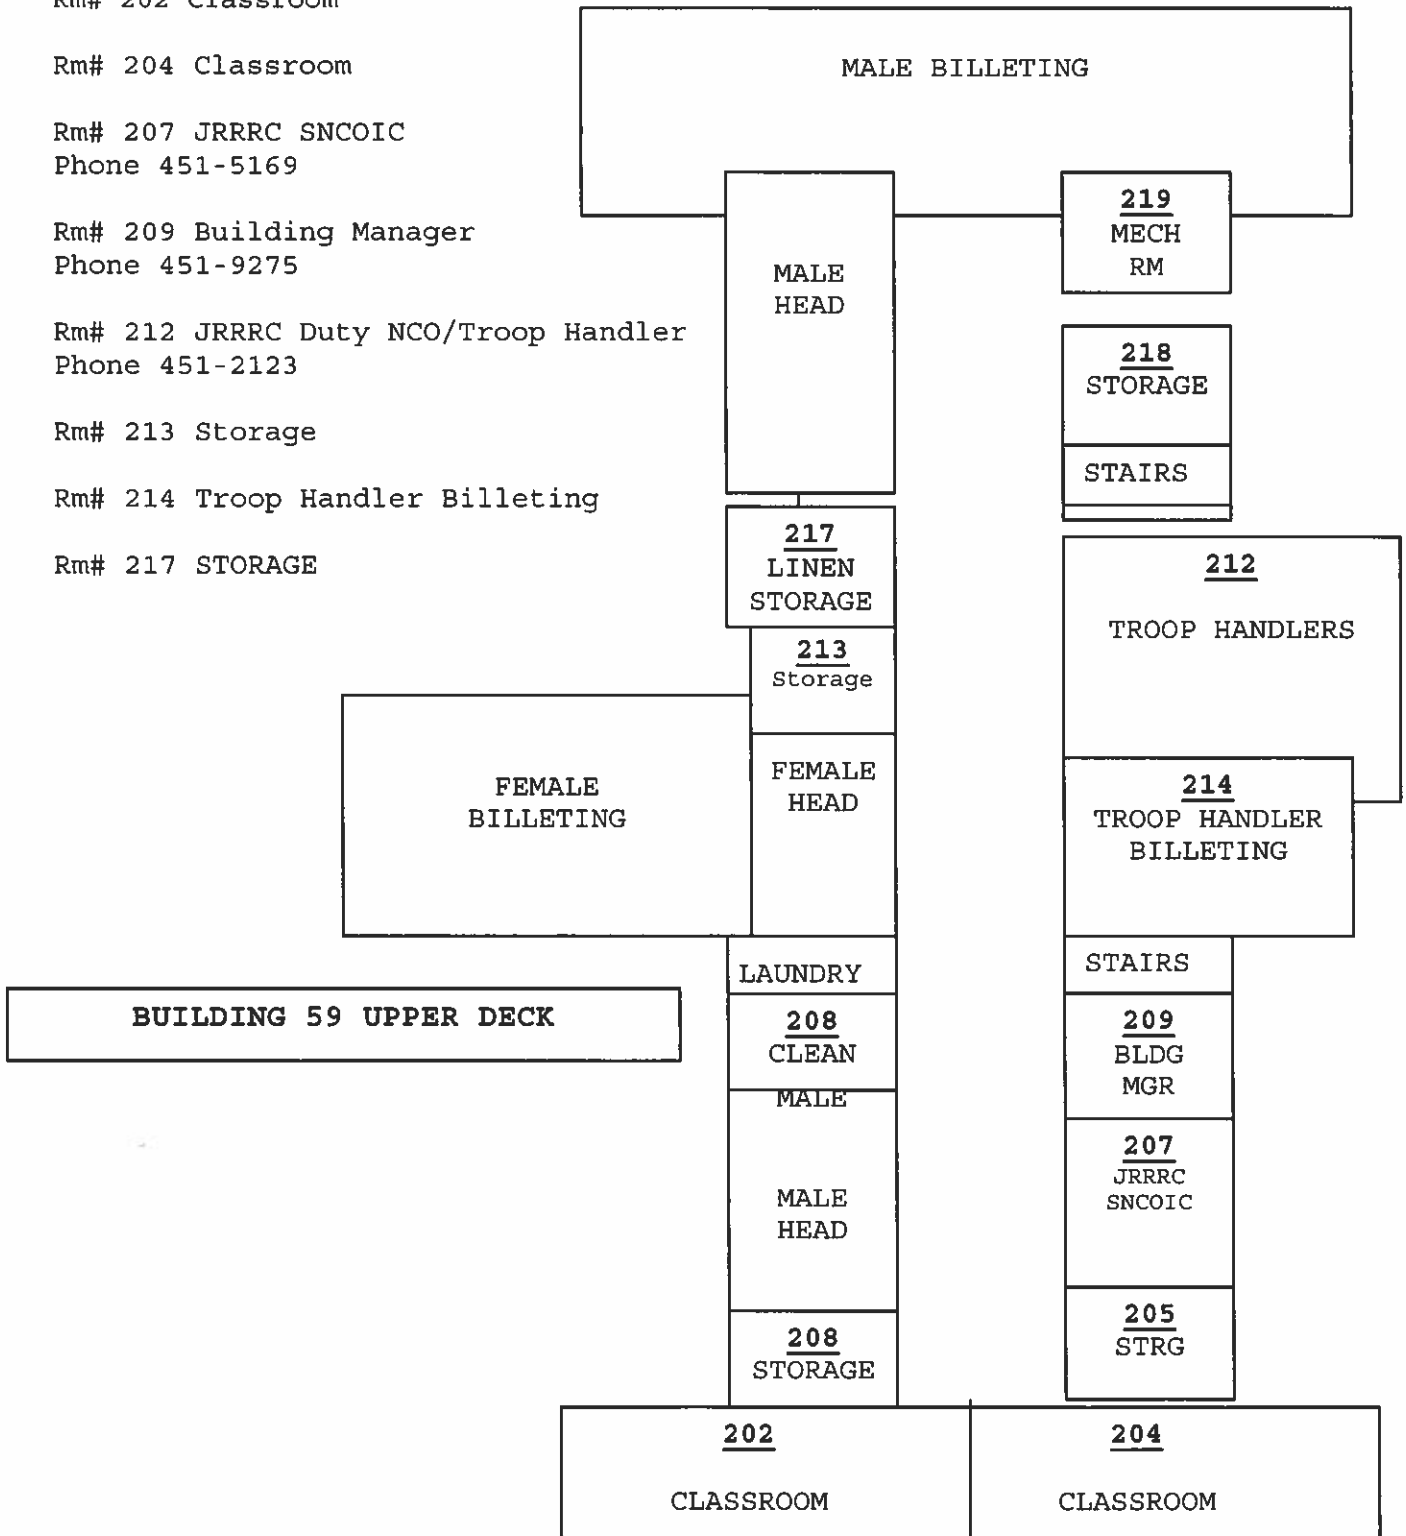 Rm# 202 Classroom
Rm# 204 Classroom
Rm# 207 JRRRC SNCOIC
Phone 451-5169
Rm# 209 Building Manager
Phone 451-9275
Rm# 212 JRRRC Duty NCO/Troop Handler
Phone 451-2123
Rm# 213 Storage
Rm# 214 Troop Handler Billeting
Rm# 217 STORAGE
MALE BILLETING
MALE
HEAD
219
MECH
RM
218
STORAGE
STAIRS
217
LINEN
STORAGE
212
TROOP HANDLERS
213
Storage
FEMALE
BILLETING
FEMALE
HEAD
214
TROOP HANDLER
BILLETING
LAUNDRY
STAIRS
BUILDING 59 UPPER DECK
208
CLEAN
209
BLDG
MGR
MALE
MALE
HEAD
207
JRRRC
SNCOIC
208
STORAGE
205
STRG
202
CLASSROOM
204
CLASSROOM